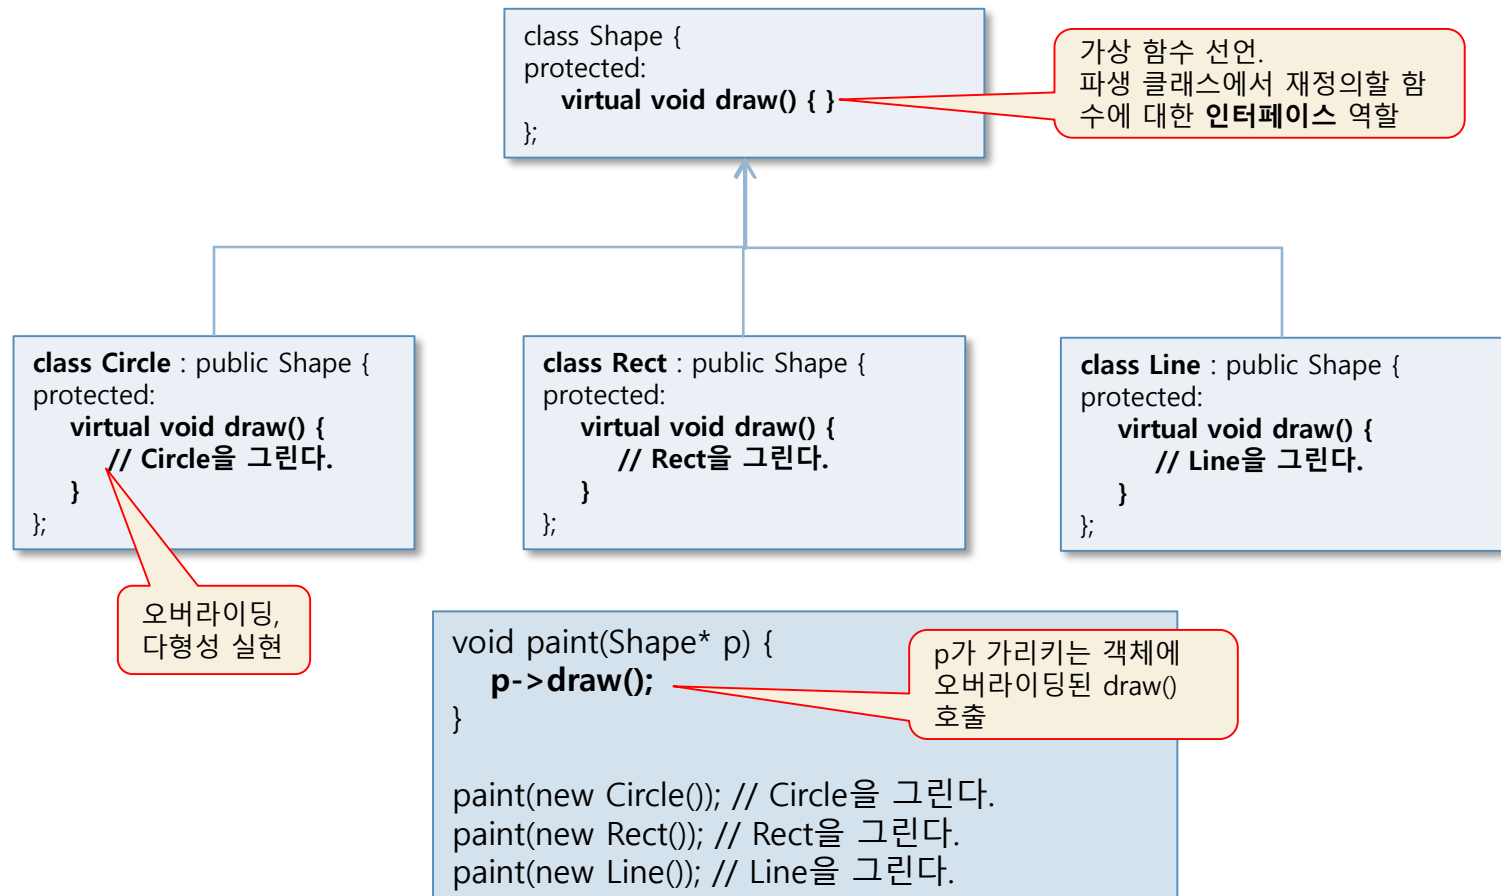 class Shape {
protected:
virtual void draw() { }
};
가상 함수 선언.
파생 클래스에서 재정의할 함
수에 대한 인터페이스 역할
class Circle : public Shape {
protected:
virtual void draw() {
// Circle을 그린다.
}
};
오버라이딩,
다형성 실현
class Rect : public Shape {
protected:
virtual void draw() {
// Rect을 그린다.
}
};
class Line : public Shape {
protected:
virtual void draw() {
// Line을 그린다.
}
};
void paint(Shape* p) {
p->draw();
}
p가 가리키는 객체에
오버라이딩된 draw()
호출
paint(new Circle()); // Circle을 그린다.
paint(new Rect()); // Rect을 그린다.
paint(new Line()); // Line을 그린다.